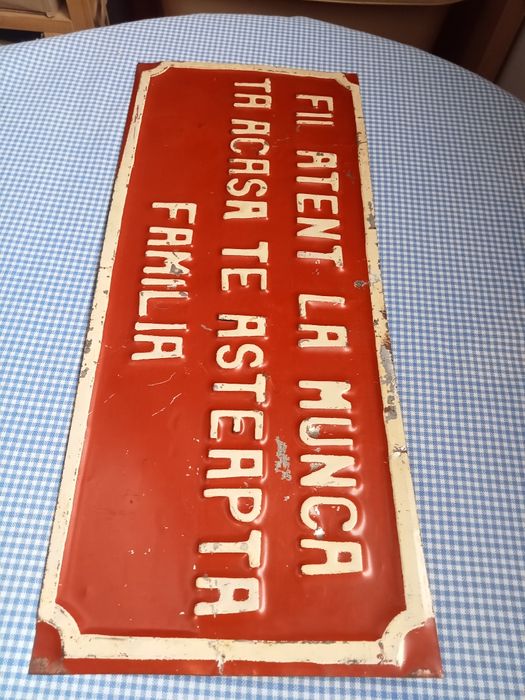 FII ATENT LA MUNCA
TA ACASA TE ASTEAPTA
FAMILIA